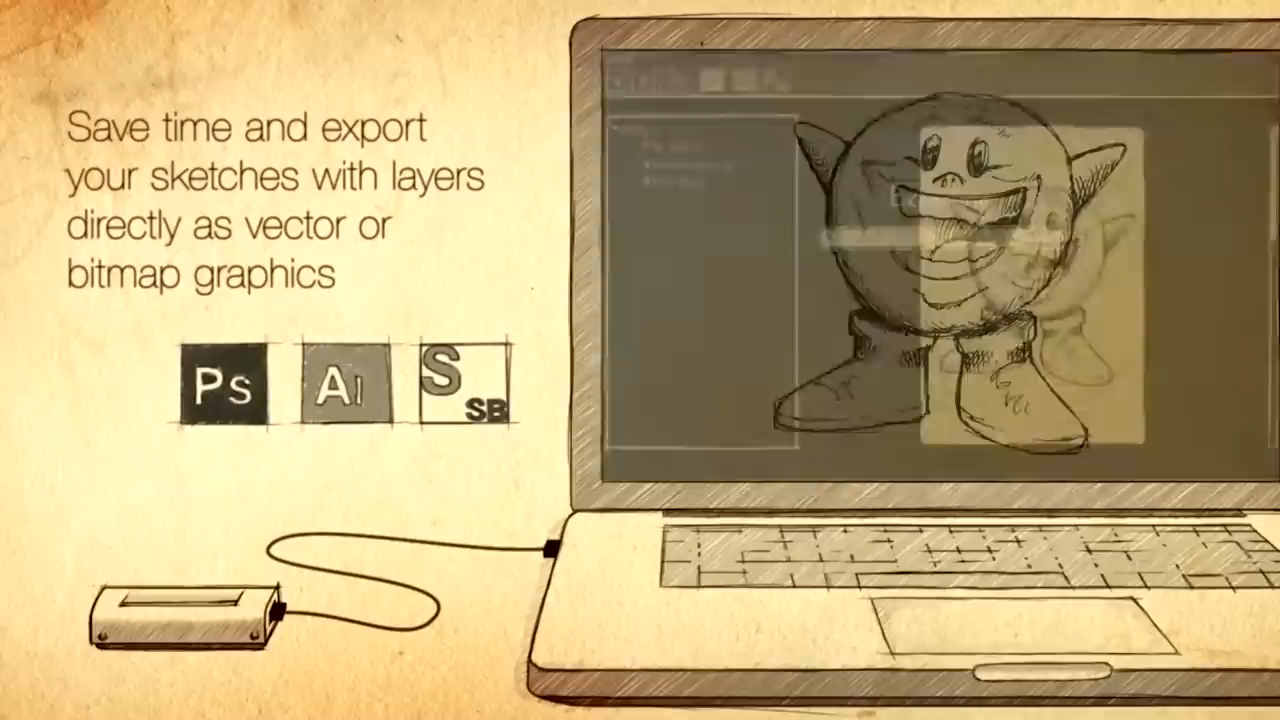 Save time and export
your sketches with layers
directly as vector or
bitmap graphics
Ps
AI
S
SB